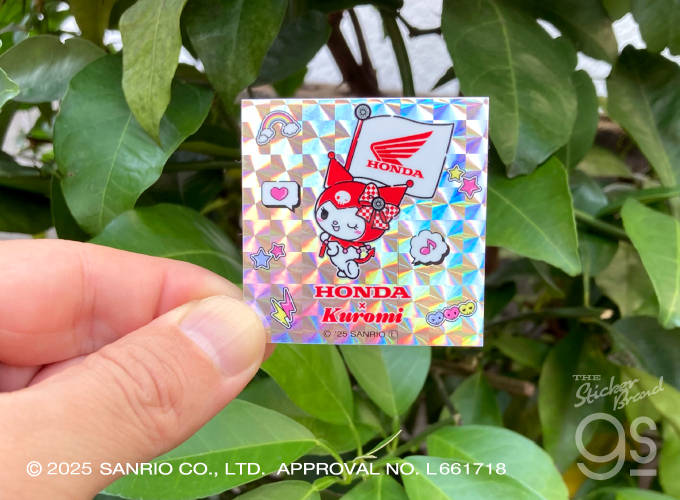 HONDA
HONDA
×
Kuromi
© '25 SANRIO Ⓛ
THE
Sticker
Brand
gs
© 2025 SANRIO CO., LTD. APPROVAL NO. L661718